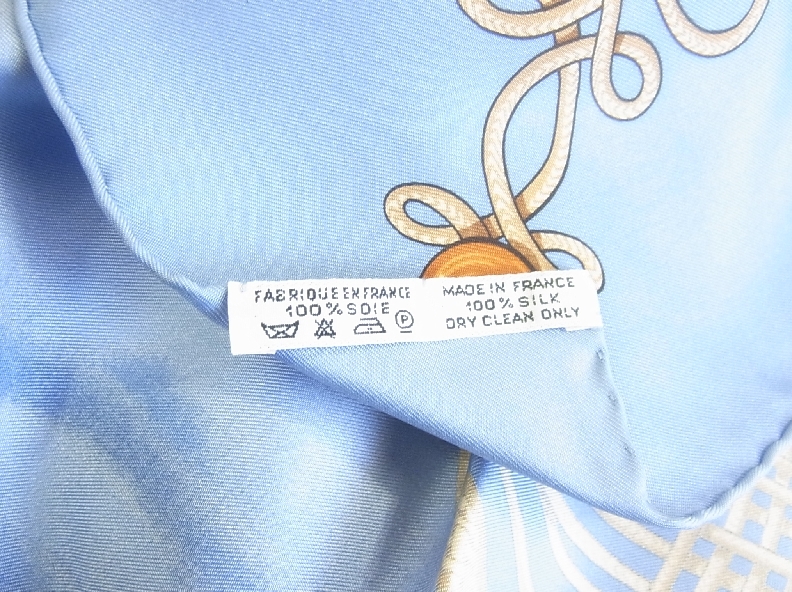 FABRIQUE EN FRANCE
100% SOIE
P
MADE IN FRANCE
100% SILK
DRY CLEAN ONLY